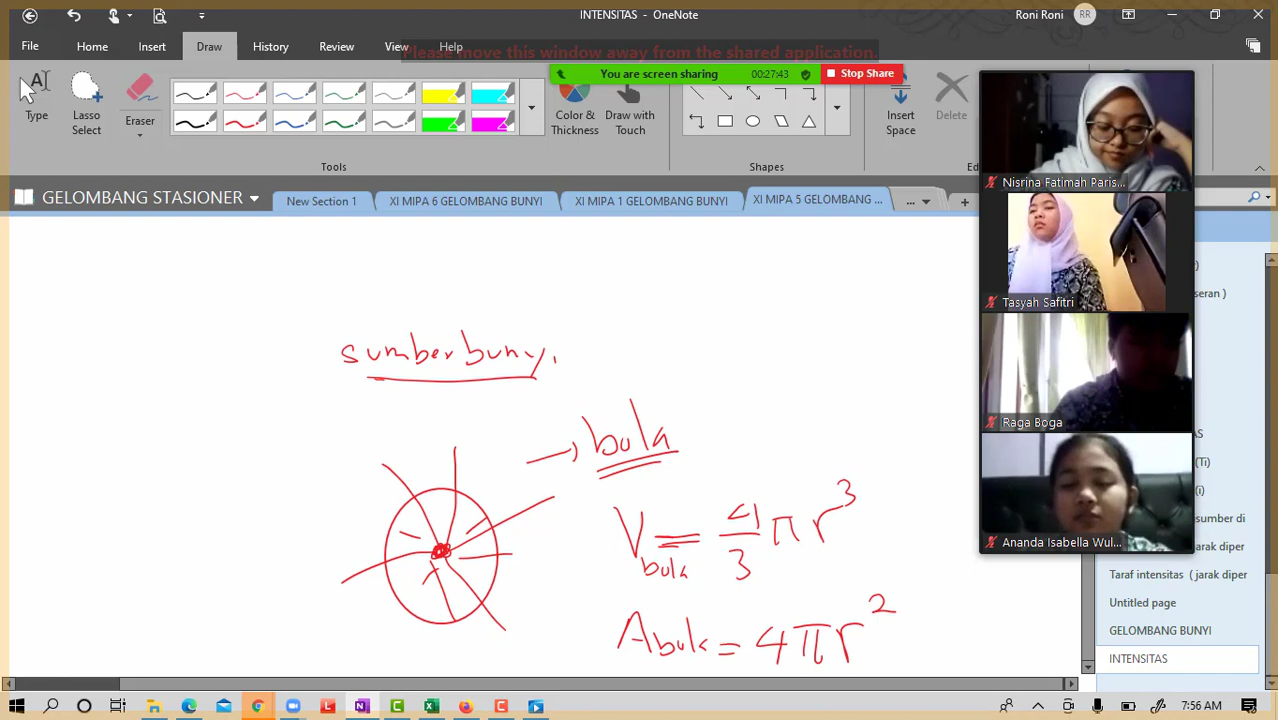 INTENSITAS - OneNote
Roni Roni RR
File Home Insert Draw History Review View Help
Please move this window away from the shared application.
You are screen sharing 00:27:43 Stop Share
Type
Lasso Select
Eraser
Color & Thickness
Draw with Touch
Insert Space
Delete
Tools
Shapes
Ed
GELOMBANG STASIONER
New Section 1
XI MIPA 6 GELOMBANG BUNYI
XI MIPA 1 GELOMBANG BUNYI
XI MIPA 5 GELOMBANG ...
...
+
Nisrina Fatimah Paris...
Tasyah Safitri
Raga Boga
Ananda Isabella Wul...
sumber bunyi
bola
V bola = 4/3 π r³
A bola = 4 π r²
)
seran )
AS
(Ti)
(i)
sumber di
jarak diper
Taraf intensitas ( jarak diper
Untitled page
GELOMBANG BUNYI
INTENSITAS
7:56 AM